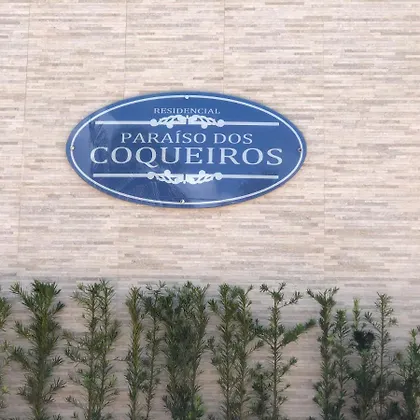 RESIDENCIAL
PARAÍSO DOS
COQUEIROS